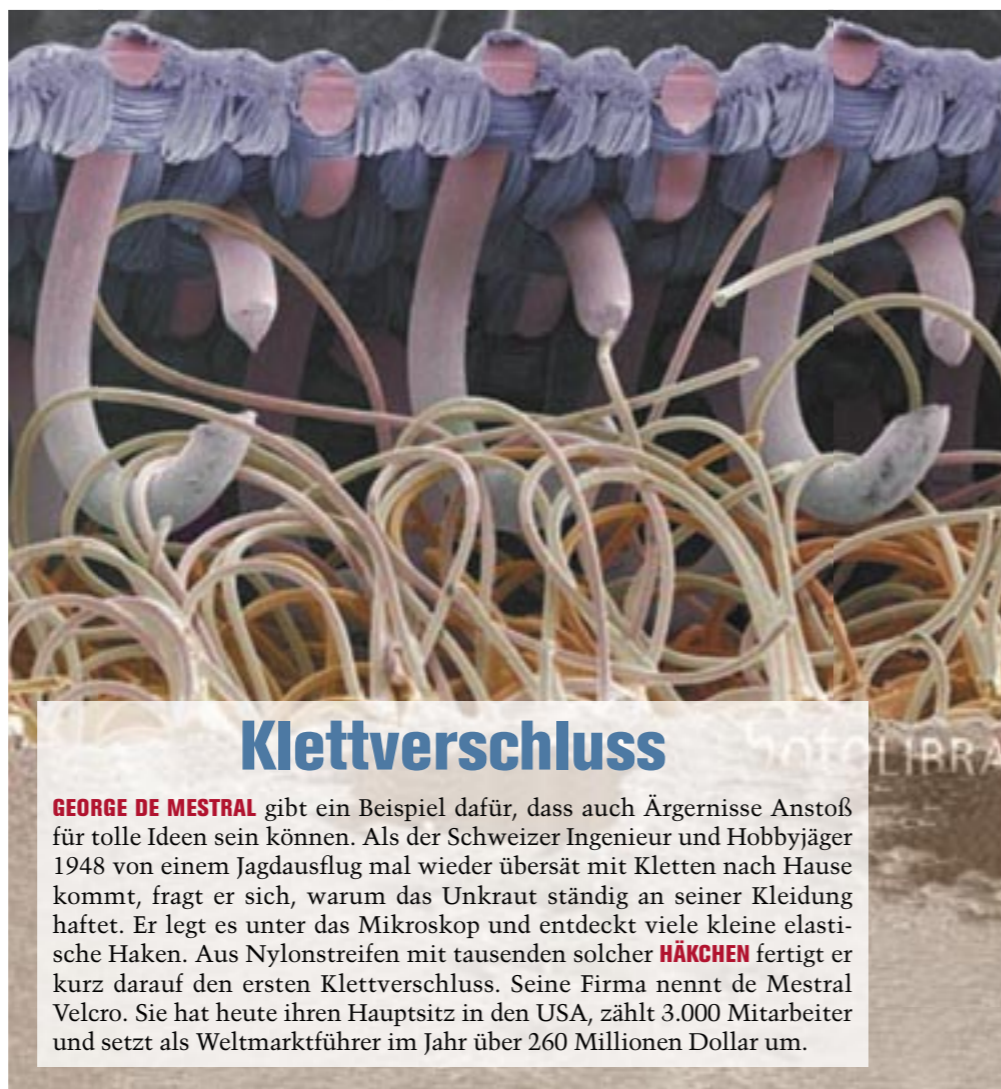 Klettverschluss
GEORGE DE MESTRAL gibt ein Beispiel dafür, dass auch Ärgernisse Anstoß
für tolle Ideen sein können. Als der Schweizer Ingenieur und Hobbyjäger
1948 von einem Jagdausflug mal wieder übersät mit Kletten nach Hause
kommt, fragt er sich, warum das Unkraut ständig an seiner Kleidung
haftet. Er legt es unter das Mikroskop und entdeckt viele kleine elasti-
sche Haken. Aus Nylonstreifen mit tausenden solcher HÄKCHEN fertigt er
kurz darauf den ersten Klettverschluss. Seine Firma nennt de Mestral
Velcro. Sie hat heute ihren Hauptsitz in den USA, zählt 3.000 Mitarbeiter
und setzt als Weltmarktführer im Jahr über 260 Millionen Dollar um.